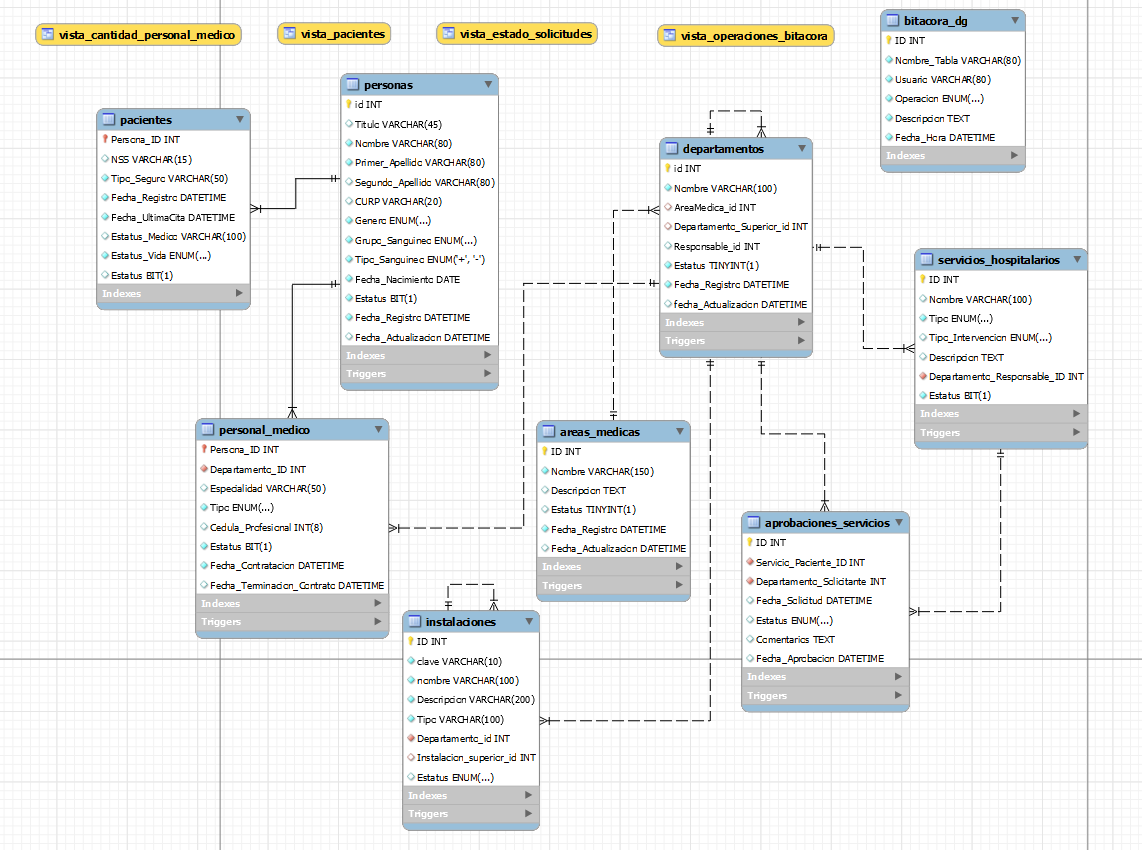 vista_cantidad_personal_medico
vista_pacientes
vista_estado_solicitudes
vista_operaciones_bitacora
bitacora_dg
ID INT
Nombre_Tabla VARCHAR(80)
Usuario VARCHAR(80)
Operacion ENUM(...)
Descripcion TEXT
Fecha_Hora DATETIME
Indexes
personas
id INT
Titulo VARCHAR(45)
Nombre VARCHAR(80)
Primer_Apellido VARCHAR(80)
Segundo_Apellido VARCHAR(80)
CURP VARCHAR(20)
Genero ENUM(...)
Grupo_Sanguineo ENUM(...)
Tipo_Sanguineo ENUM('+', '-')
Fecha_Nacimiento DATE
Estatus BIT(1)
Fecha_Registro DATETIME
Fecha_Actualizacion DATETIME
Indexes
Triggers
pacientes
Persona_ID INT
NSS VARCHAR(15)
Tipo_Seguro VARCHAR(50)
Fecha_Registro DATETIME
Fecha_UltimaCita DATETIME
Estatus_Medico VARCHAR(100)
Estatus_Vida ENUM(...)
Estatus BIT(1)
Indexes
departamentos
id INT
Nombre VARCHAR(100)
AreaMedica_id INT
Departamento_Superior_id INT
Responsable_id INT
Estatus TINYINT(1)
Fecha_Registro DATETIME
fecha_Actualizacion DATETIME
Indexes
Triggers
servicios_hospitalarios
ID INT
Nombre VARCHAR(100)
Tipo ENUM(...)
Tipo_Intervencion ENUM(...)
Descripcion TEXT
Departamento_Responsable_ID INT
Estatus BIT(1)
Indexes
Triggers
personal_medico
Persona_ID INT
Departamento_ID INT
Especialidad VARCHAR(50)
Tipo ENUM(...)
Cedula_Profesional INT(8)
Estatus BIT(1)
Fecha_Contratacion DATETIME
Fecha_Terminacion_Contrato DATETIME
Indexes
Triggers
areas_medicas
ID INT
Nombre VARCHAR(150)
Descripcion TEXT
Estatus TINYINT(1)
Fecha_Registro DATETIME
Fecha_Actualizacion DATETIME
Indexes
Triggers
aprobaciones_servicios
ID INT
Servicio_Paciente_ID INT
Departamento_Solicitante INT
Fecha_Solicitud DATETIME
Estatus ENUM(...)
Comentarios TEXT
Fecha_Aprobacion DATETIME
Indexes
Triggers
instalaciones
ID INT
clave VARCHAR(10)
nombre VARCHAR(100)
Descripcion VARCHAR(200)
Tipo VARCHAR(100)
Departamento_id INT
Instalacion_superior_id INT
Estatus ENUM(...)
Indexes
Triggers